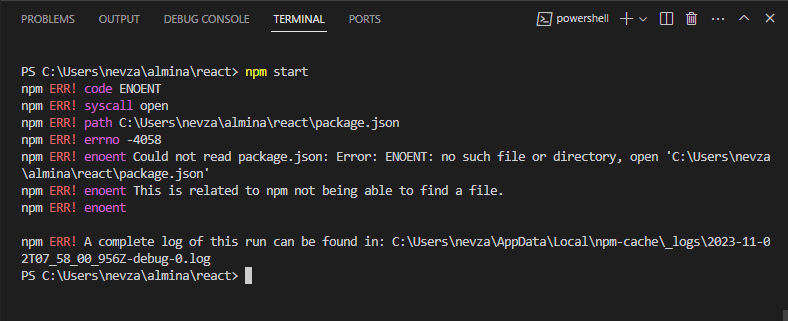 PROBLEMS OUTPUT DEBUG CONSOLE TERMINAL PORTS powershell
PS C:\Users\nevza\almina\react> npm start
npm ERR! code ENOENT
npm ERR! syscall open
npm ERR! path C:\Users\nevza\almina\react\package.json
npm ERR! errno -4058
npm ERR! enoent Could not read package.json: Error: ENOENT: no such file or directory, open 'C:\Users\nevza
\almina\react\package.json'
npm ERR! enoent This is related to npm not being able to find a file.
npm ERR! enoent
npm ERR! A complete log of this run can be found in: C:\Users\nevza\AppData\Local\npm-cache\_logs\2023-11-0
2T07_58_00_956Z-debug-0.log
PS C:\Users\nevza\almina\react>